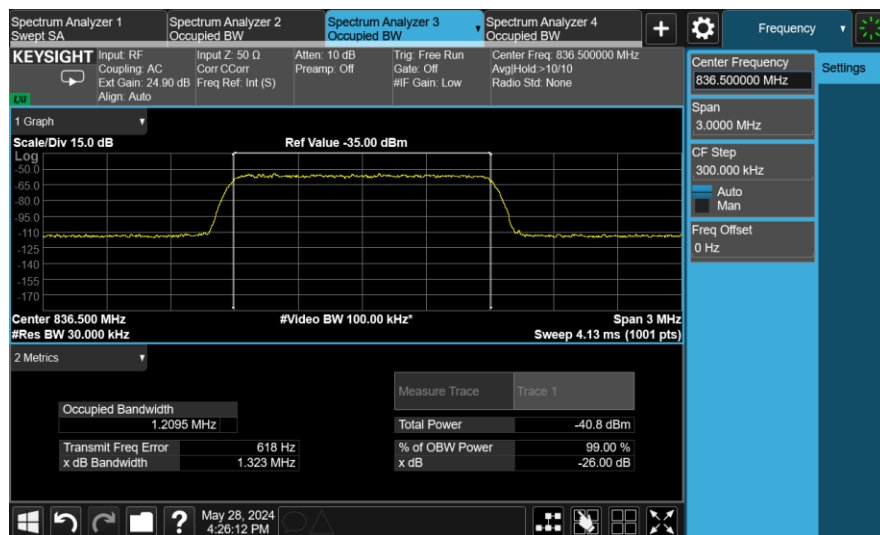 Spectrum Analyzer 1
Swept SA
Spectrum Analyzer 2
Occupied BW
Spectrum Analyzer 3
Occupied BW
Spectrum Analyzer 4
Occupied BW
+
Frequency
KEYSIGHT
LXI
Input: RF
Coupling: AC
Ext Gain: 24.90 dB
Align: Auto
Input Z: 50 Ω
Corr CCorr
Freq Ref: Int (S)
Atten: 10 dB
Preamp: Off
Trig: Free Run
Gate: Off
#IF Gain: Low
Center Freq: 836.500000 MHz
Avg|Hold:>10/10
Radio Std: None
Center Frequency
836.500000 MHz
Settings
Span
3.0000 MHz
CF Step
300.000 kHz
Auto
Man
Freq Offset
0 Hz
1 Graph
Scale/Div 15.0 dB
Ref Value -35.00 dBm
Log
-50.0
-65.0
-80.0
-95.0
-110
-125
-140
-155
-170
Center 836.500 MHz
#Video BW 100.00 kHz*
Span 3 MHz
#Res BW 30.000 kHz
Sweep 4.13 ms (1001 pts)
2 Metrics
Measure Trace
Trace 1
Occupied Bandwidth
1.2095 MHz
Total Power
-40.8 dBm
Transmit Freq Error
618 Hz
% of OBW Power
99.00 %
x dB Bandwidth
1.323 MHz
x dB
-26.00 dB
?
May 28, 2024
4:26:12 PM